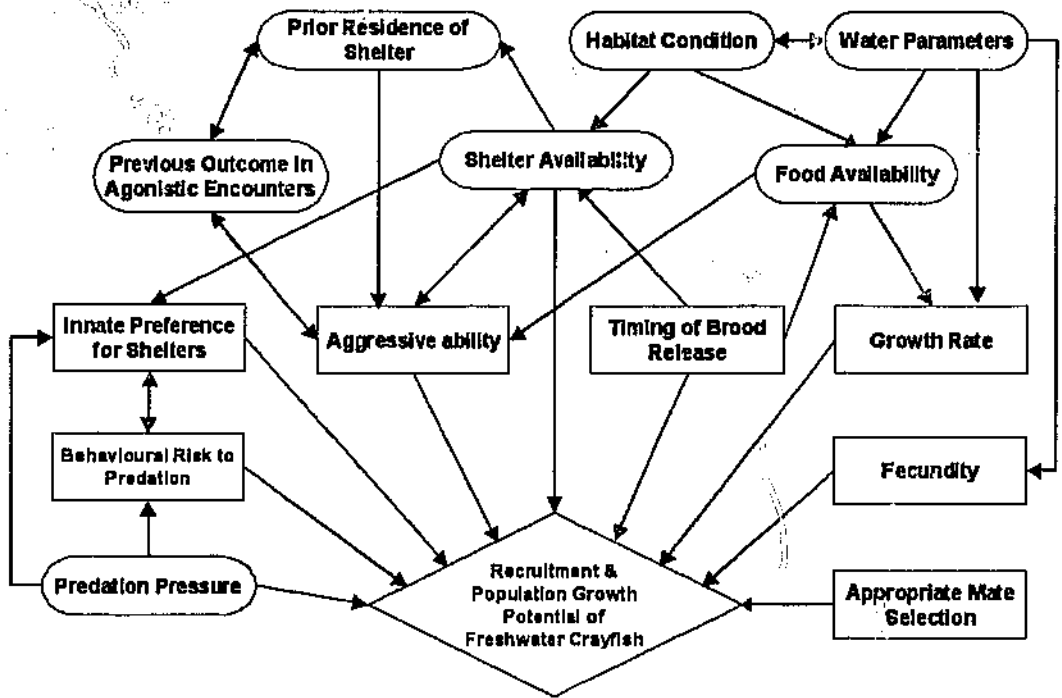 Prior Residence of
Shelter
Habitat Condition
Water Parameters
Previous Outcome In
Agonistic Encounters
Shelter Availability
Food Availability
Innate Preference
for Shelters
Aggressive ability
Timing of Brood
Release
Growth Rate
Behavioural Risk to
Predation
Fecundity
Predation Pressure
Recruitment &
Population Growth
Potential of
Freshwater Crayfish
Appropriate Mate
Selection